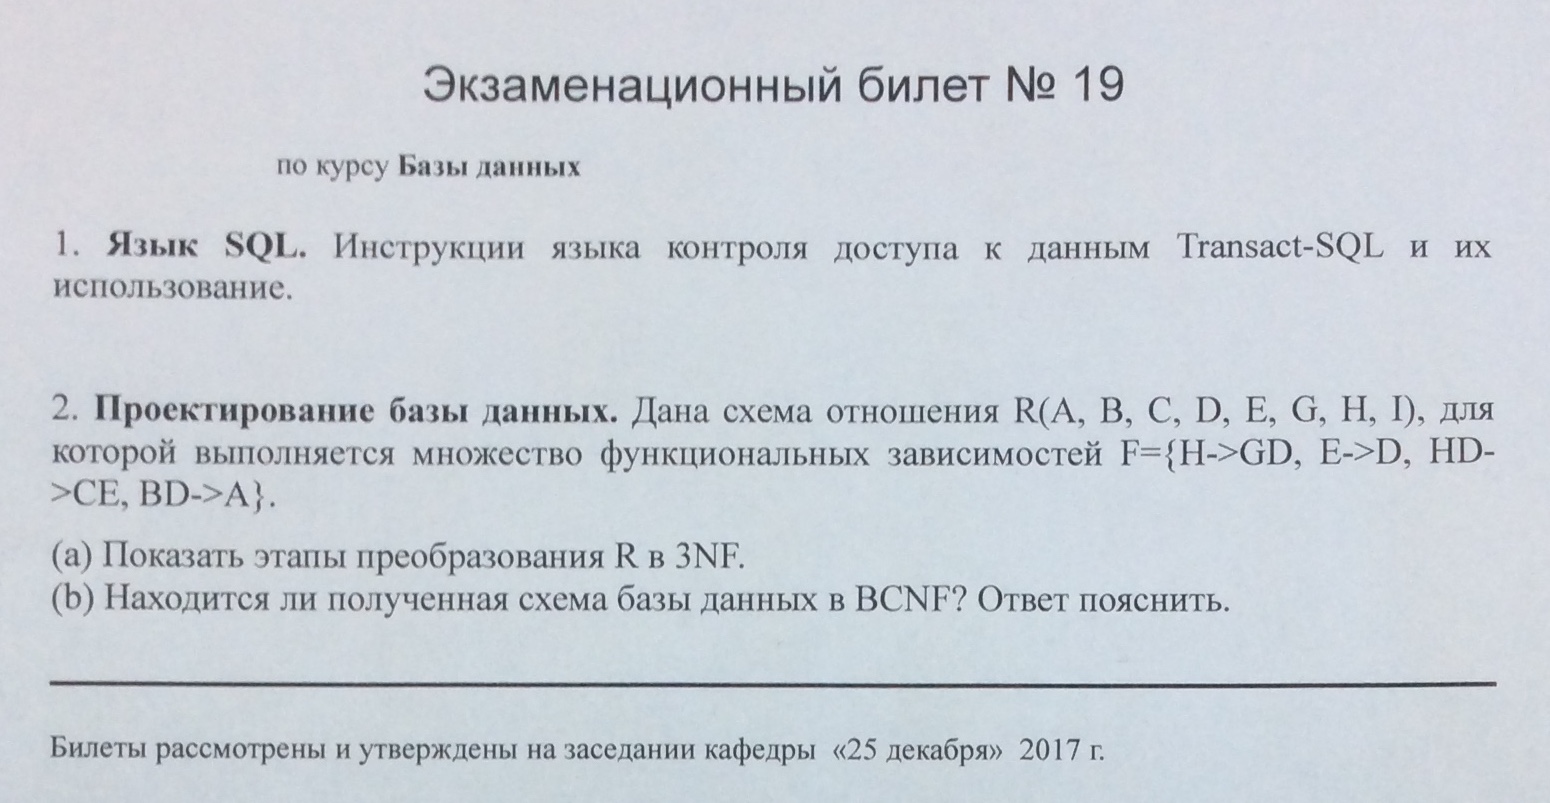 Экзаменационный билет № 19
по курсу Базы данных
1. Язык SQL. Инструкции языка контроля доступа к данным Transact-SQL и их
использование.
2. Проектирование базы данных. Дана схема отношения R(A, B, C, D, E, G, H, I), для
которой выполняется множество функциональных зависимостей F={H->GD, E->D, HD-
>CE, BD->A}.
(a) Показать этапы преобразования R в 3NF.
(b) Находится ли полученная схема базы данных в BCNF? Ответ пояснить.
Билеты рассмотрены и утверждены на заседании кафедры «25 декабря» 2017 г.